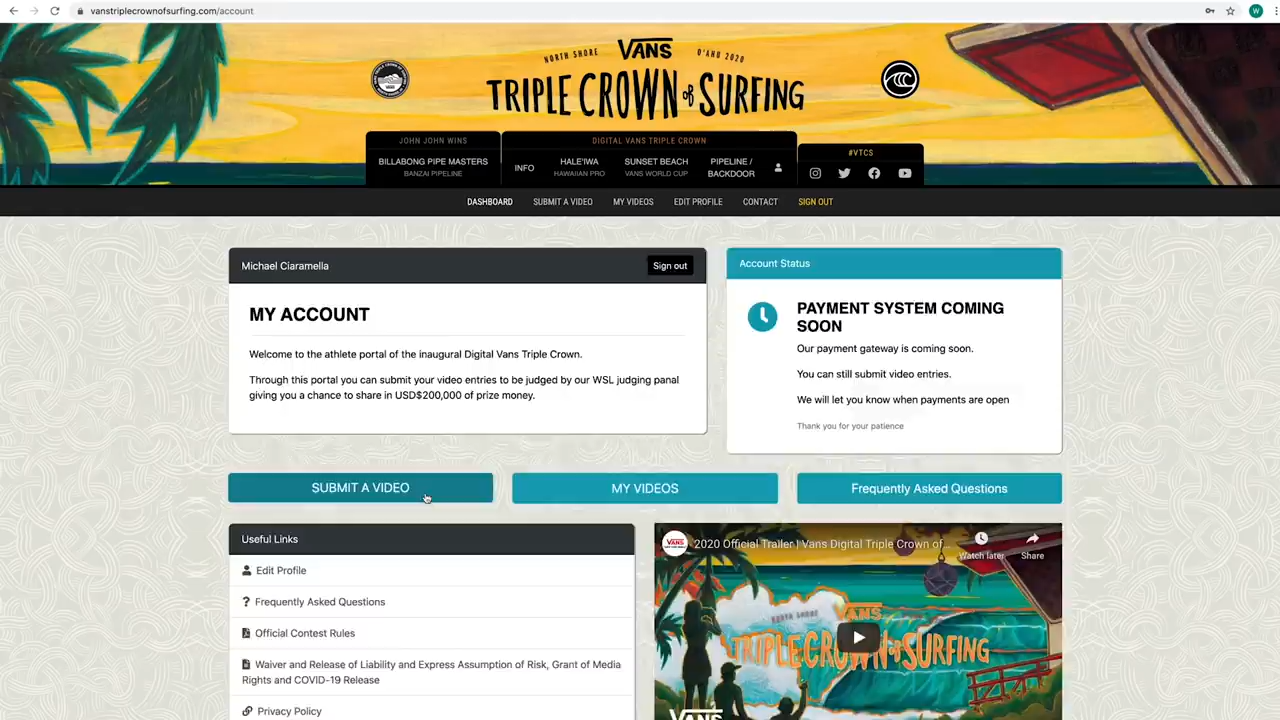 vanstriplecrownofsurfing.com/account
W
NORTH SHORE VANS O'AHU 2020
TRIPLE CROWN of SURFING
JOHN JOHN WINS
BILLABONG PIPE MASTERS
BANZAI PIPELINE
DIGITAL VANS TRIPLE CROWN
INFO
HALE'IWA
HAWAIIAN PRO
SUNSET BEACH
VANS WORLD CUP
PIPELINE /
BACKDOOR
#VTCS
DASHBOARD SUBMIT A VIDEO MY VIDEOS EDIT PROFILE CONTACT SIGN OUT
Michael Ciaramella Sign out
MY ACCOUNT
Welcome to the athlete portal of the inaugural Digital Vans Triple Crown.
Through this portal you can submit your video entries to be judged by our WSL judging panal
giving you a chance to share in USD$200,000 of prize money.
Account Status
PAYMENT SYSTEM COMING
SOON
Our payment gateway is coming soon.
You can still submit video entries.
We will let you know when payments are open
Thank you for your patience
SUBMIT A VIDEO MY VIDEOS Frequently Asked Questions
Useful Links
Edit Profile
? Frequently Asked Questions
Official Contest Rules
Waiver and Release of Liability and Express Assumption of Risk, Grant of Media
Rights and COVID-19 Release
Privacy Policy
VANS
2020 Official Trailer | Vans Digital Triple Crown of...
Watch later Share
NORTH SHORE
VANS
TRIPLE CROWN of SURFING
VANS